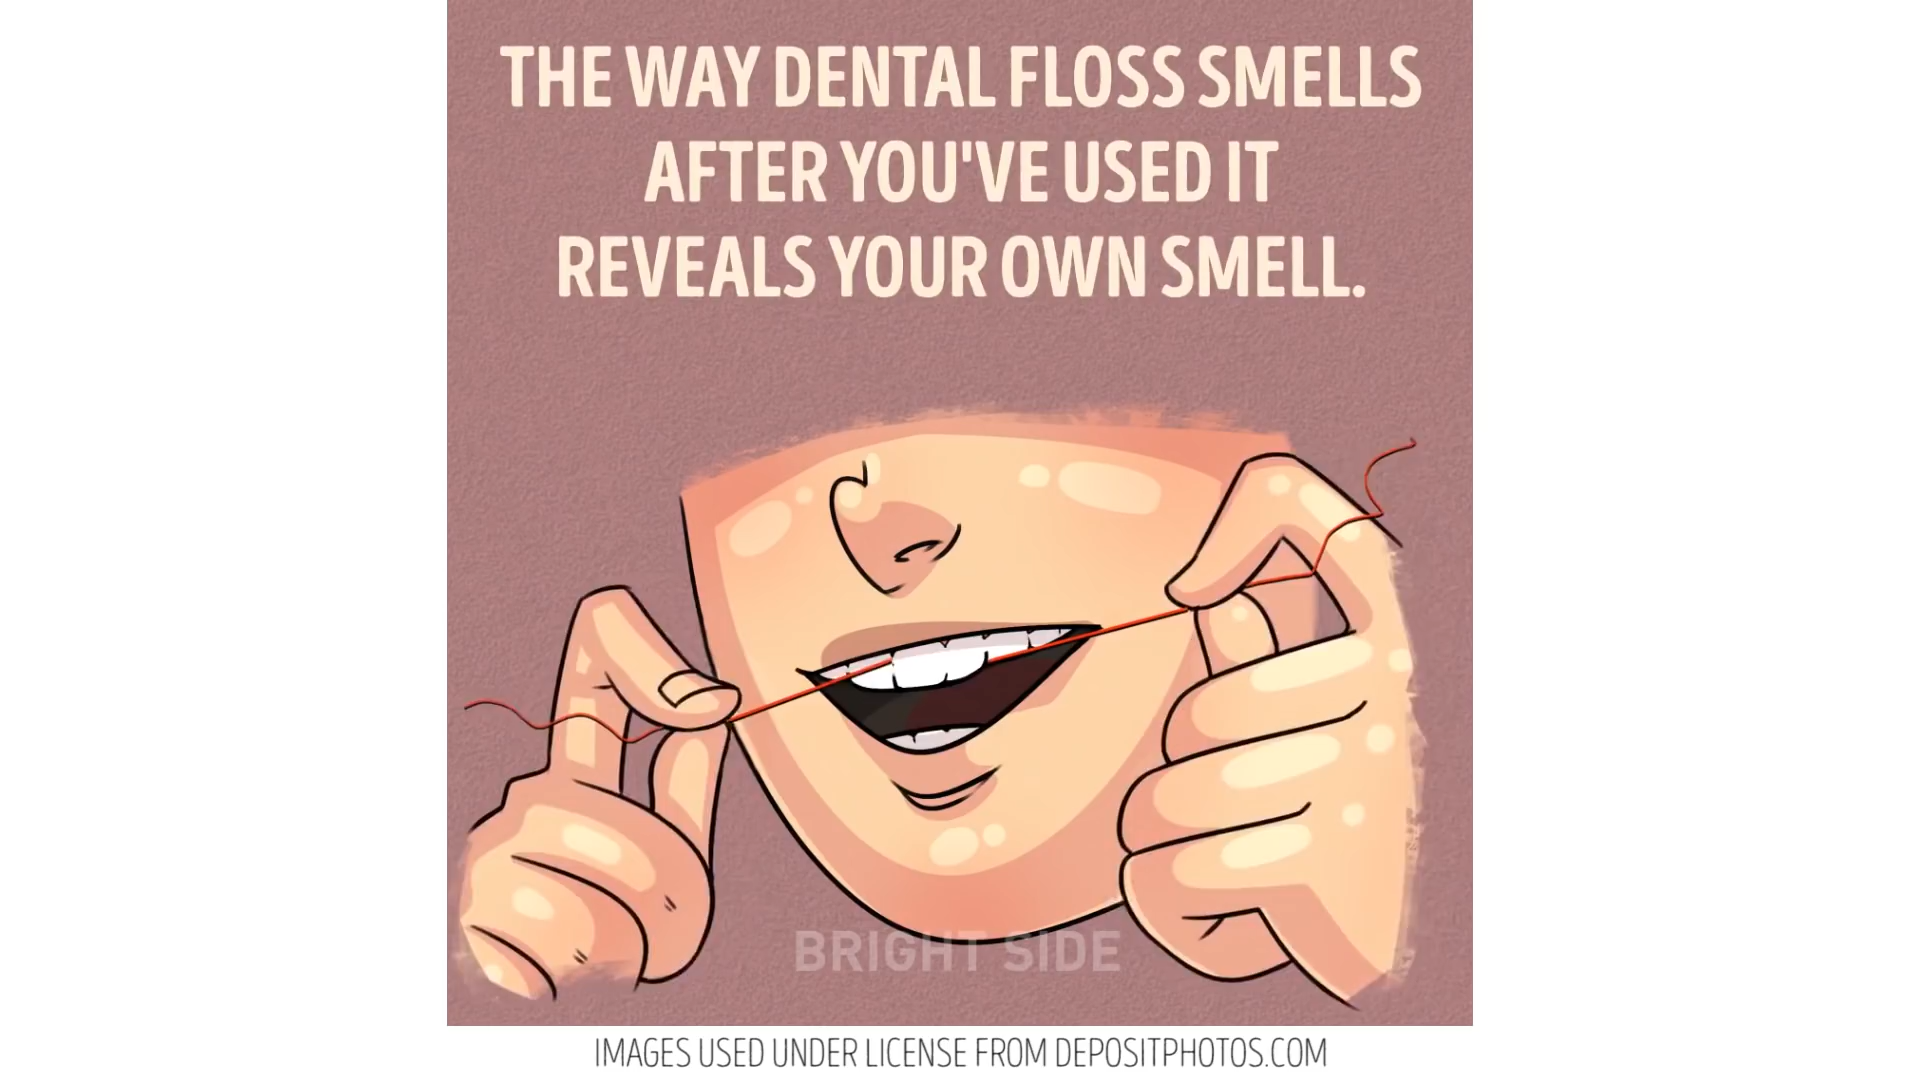 THE WAY DENTAL FLOSS SMELLS
AFTER YOU'VE USED IT
REVEALS YOUR OWN SMELL.
BRIGHT SIDE
IMAGES USED UNDER LICENSE FROM DEPOSITPHOTOS.COM